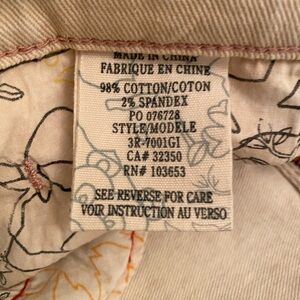 MADE IN CHINA
FABRIQUE EN CHINE
98% COTTON/COTON
2% SPANDEX
PO 076728
STYLE/MODELE
3R-7001GI
CA# 32350
RN# 103653
SEE REVERSE FOR CARE
VOIR INSTRUCTION AU VERSO